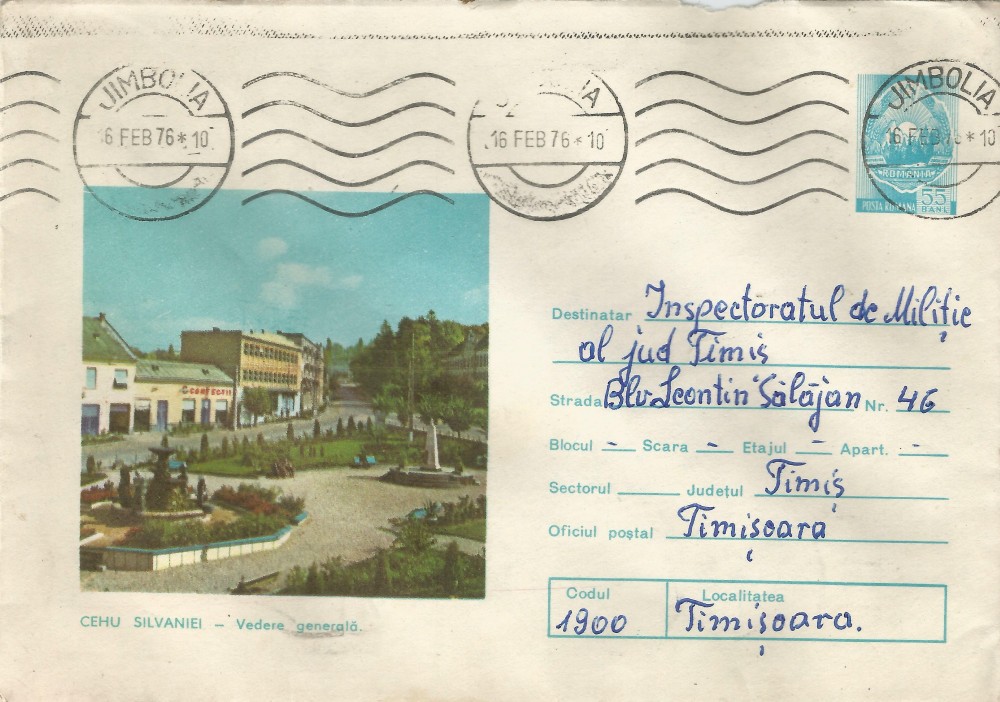 JIMBOLIA
16 FEB 76 * 10
16 FEB 76 * 10
JIMBOLIA
16 FEB 76 * 10
ROMANIA
POSTA ROMANA 55 BANI
Destinatar Inspectoratul de Miliție
al jud Timiș
Strada Blv. Leontin Sălăjan Nr. 46
Blocul – Scara – Etajul – Apart. –
Sectorul Județul Timiș
Oficiul poștal Timișoara
Codul Localitatea
1900 Timișoara.
CEHU SILVANIEI – Vedere generală.